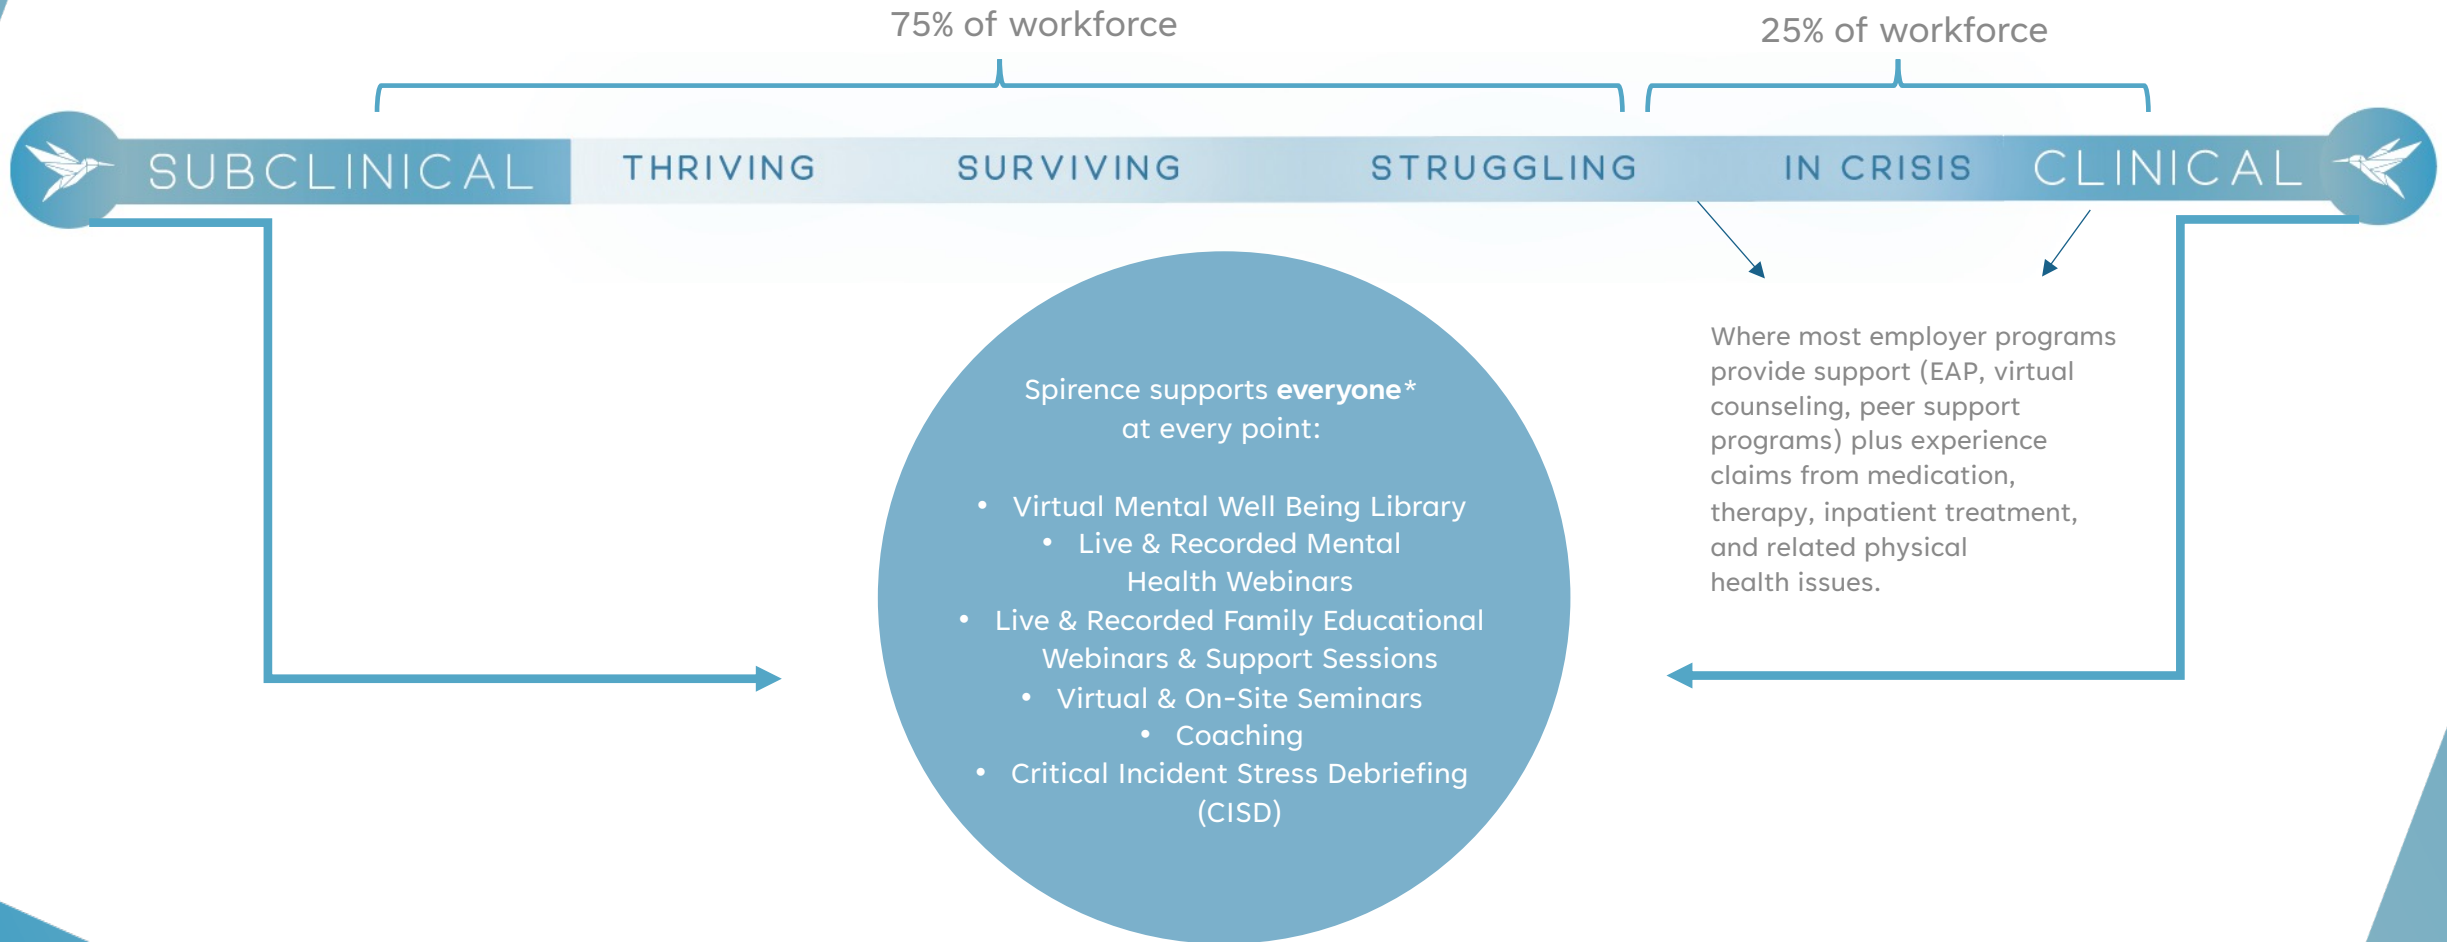 75% of workforce
25% of workforce
SUBCLINICAL THRIVING SURVIVING STRUGGLING IN CRISIS CLINICAL
Spirence supports everyone*
at every point:
• Virtual Mental Well Being Library
• Live & Recorded Mental
Health Webinars
• Live & Recorded Family Educational
Webinars & Support Sessions
• Virtual & On-Site Seminars
• Coaching
• Critical Incident Stress Debriefing
(CISD)
Where most employer programs
provide support (EAP, virtual
counseling, peer support
programs) plus experience
claims from medication,
therapy, inpatient treatment,
and related physical
health issues.